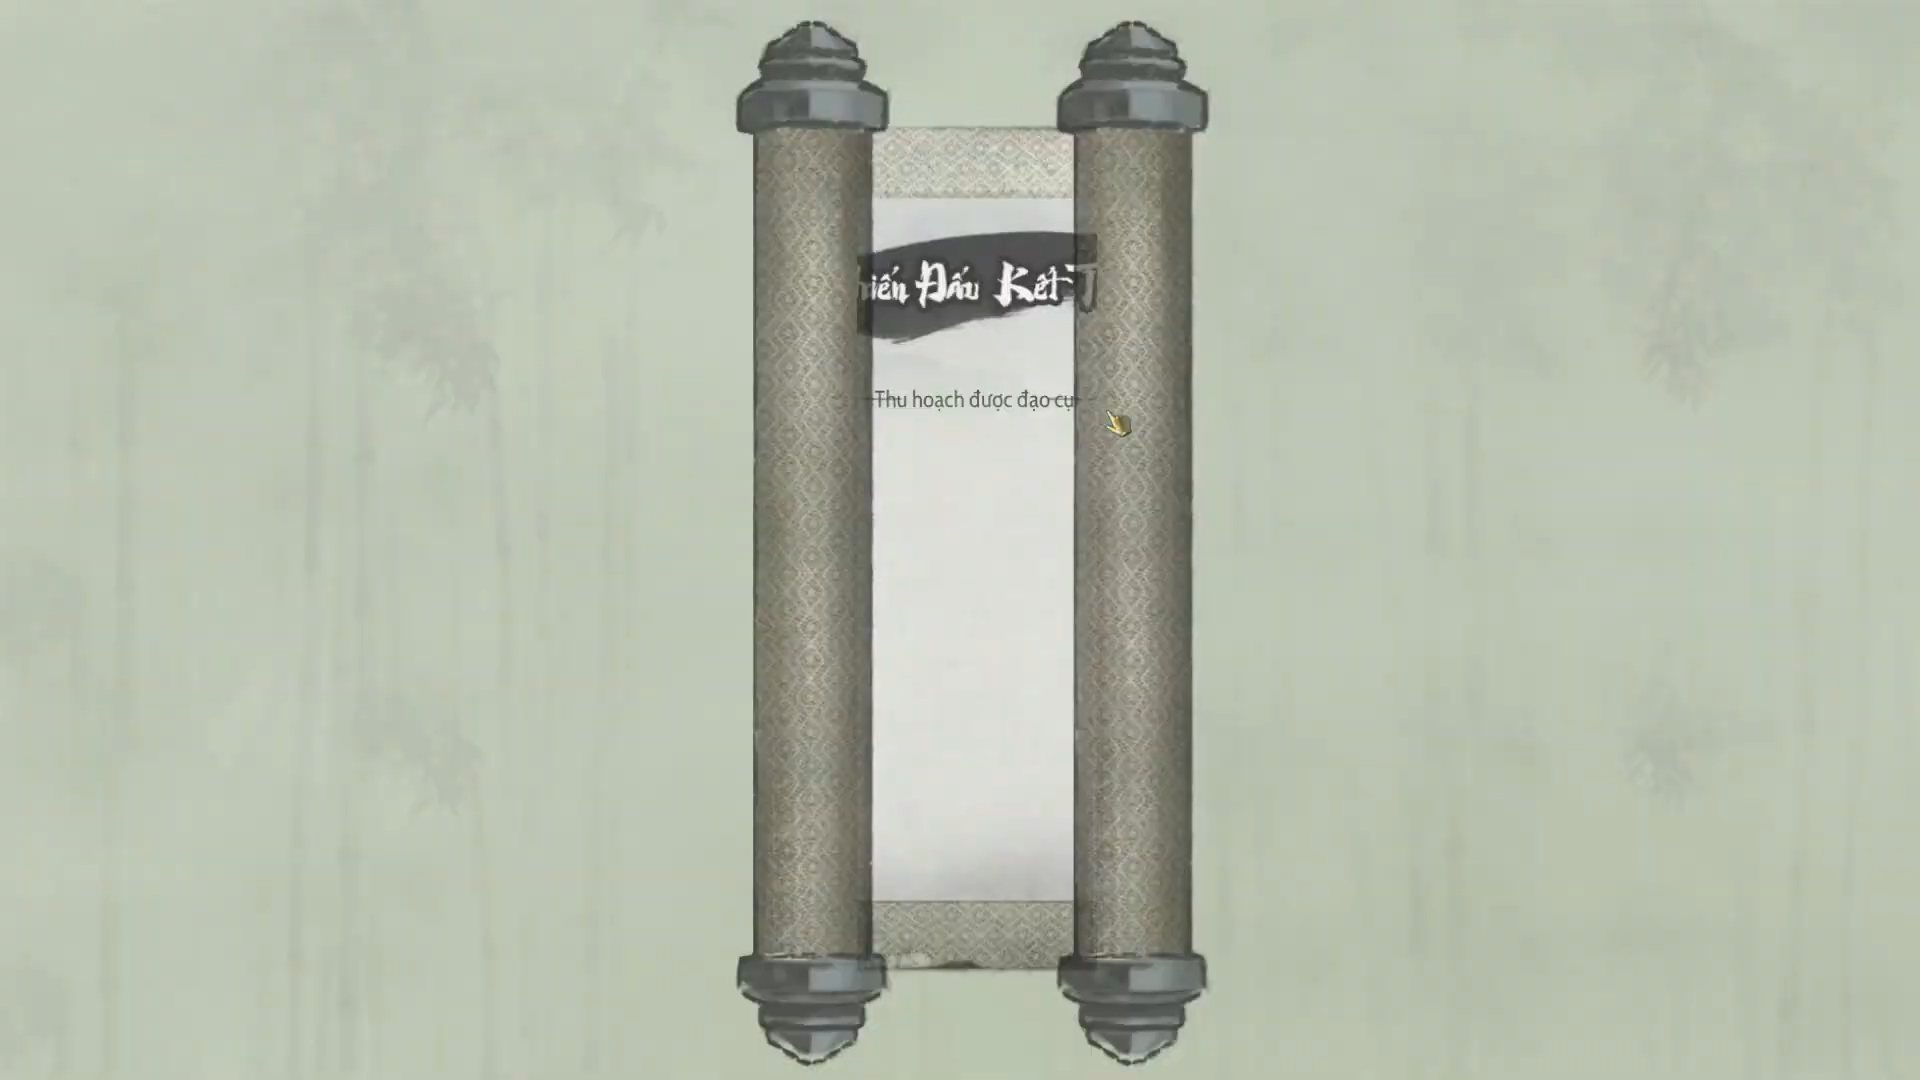 iến Đấu Kết T
Thu hoạch được đạo cụ